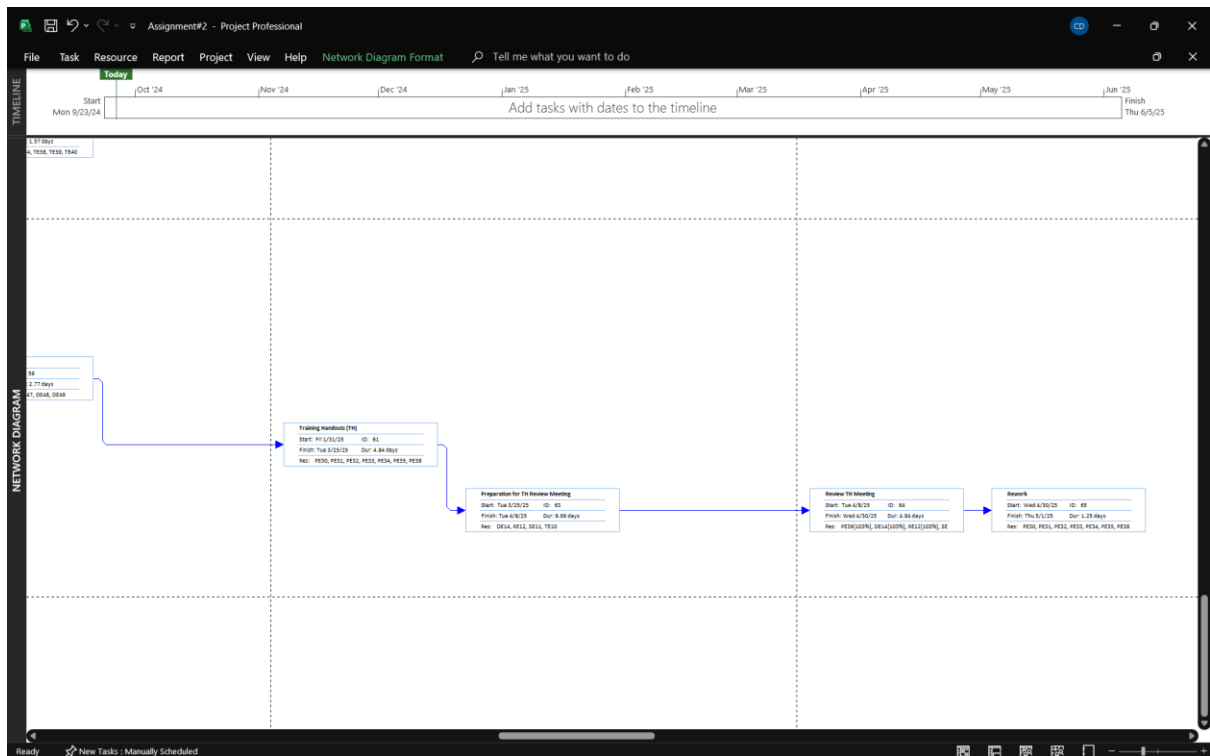 Assignment#2 - Project Professional
CD
File Task Resource Report Project View Help Network Diagram Format Tell me what you want to do
TIMELINE
Today
Start
Mon 9/23/24
Oct '24 Nov '24 Dec '24 Jan '25 Feb '25 Mar '25 Apr '25 May '25 Jun '25
Add tasks with dates to the timeline
Finish
Thu 6/5/25
NETWORK DIAGRAM
1.57 days
4, TE38, TE39, TE40
59
2.77 days
47, DE48, DE49
Training Handouts (TH)
Start: Fri 1/31/25 ID: 61
Finish: Tue 3/25/25 Dur: 4.84 days
Res: PE30, PE31, PE32, PE33, PE34, PE35, PE38
Preparation for TH Review Meeting
Start: Tue 3/25/25 ID: 63
Finish: Tue 4/8/25 Dur: 9.69 days
Res: DE14, RE12, SE11, TE10
Review TH Meeting
Start: Tue 4/8/25 ID: 64
Finish: Wed 4/30/25 Dur: 4.84 days
Res: PE39[103%], DE14[103%], RE12[103%], SE
Rework
Start: Wed 4/30/25 ID: 65
Finish: Thu 5/1/25 Dur: 1.25 days
Res: PE30, PE31, PE32, PE33, PE34, PE35, PE38
Ready New Tasks : Manually Scheduled